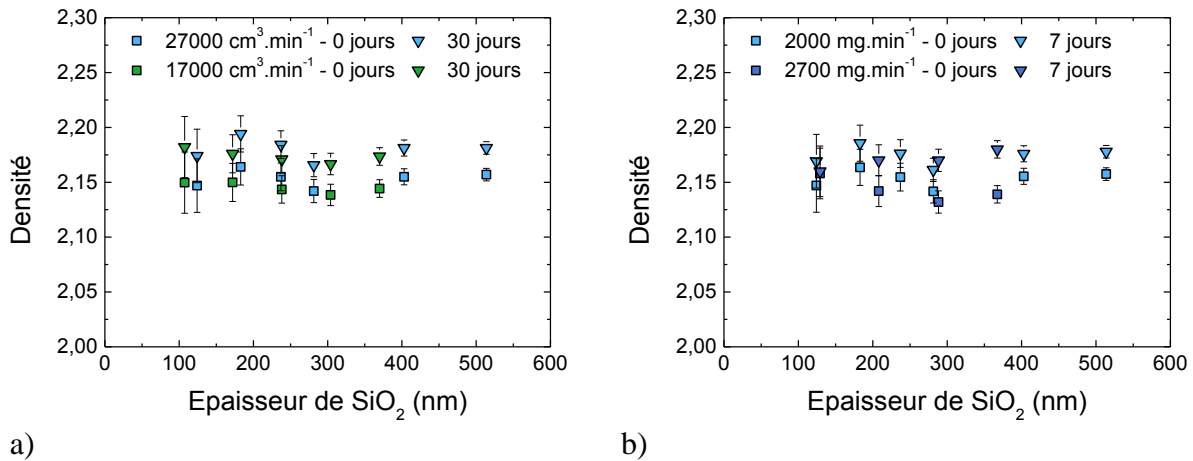 2,30
2,25
2,20
2,15
2,10
2,05
2,00
Densité
27000 cm³.min⁻¹ - 0 jours 30 jours
17000 cm³.min⁻¹ - 0 jours 30 jours
0 100 200 300 400 500 600
Epaisseur de SiO₂ (nm)
a)
2,30
2,25
2,20
2,15
2,10
2,05
2,00
Densité
2000 mg.min⁻¹ - 0 jours 7 jours
2700 mg.min⁻¹ - 0 jours 7 jours
0 100 200 300 400 500 600
Epaisseur de SiO₂ (nm)
b)